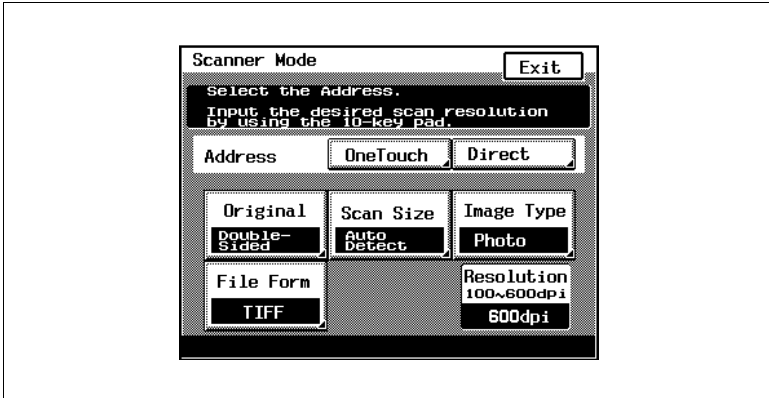 Scanner Mode
Exit
Select the Address.
Input the desired scan resolution
by using the 10-key pad.
Address
OneTouch
Direct
Original
Double-
Sided
Scan Size
Auto
Detect
Image Type
Photo
File Form
TIFF
Resolution
100~600dpi
600dpi